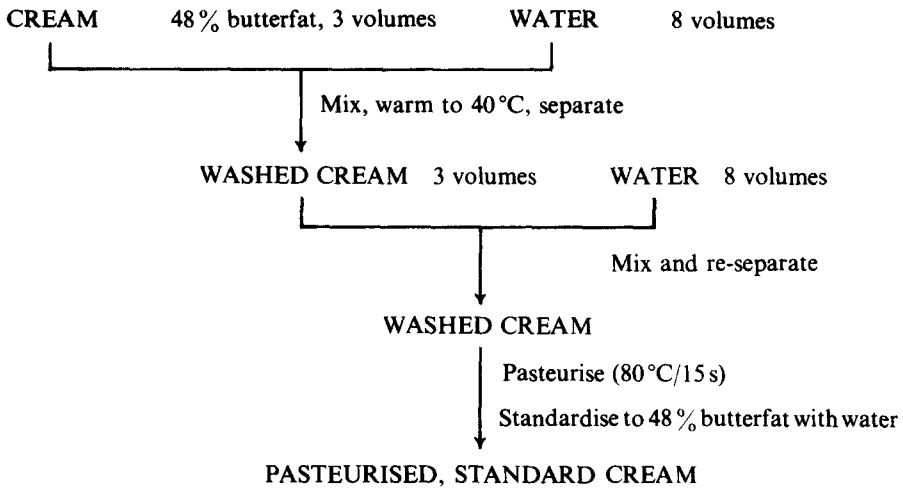 CREAM 48% butterfat, 3 volumes WATER 8 volumes
Mix, warm to 40°C, separate
WASHED CREAM 3 volumes WATER 8 volumes
Mix and re-separate
WASHED CREAM
Pasteurise (80°C/15 s)
Standardise to 48% butterfat with water
PASTEURISED, STANDARD CREAM